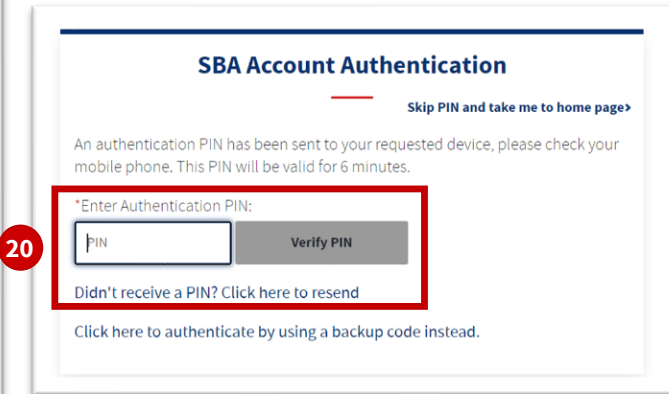 SBA Account Authentication
Skip PIN and take me to home page>
An authentication PIN has been sent to your requested device, please check your
mobile phone. This PIN will be valid for 6 minutes.
*Enter Authentication PIN:
20
PIN
Verify PIN
Didn't receive a PIN? Click here to resend
Click here to authenticate by using a backup code instead.